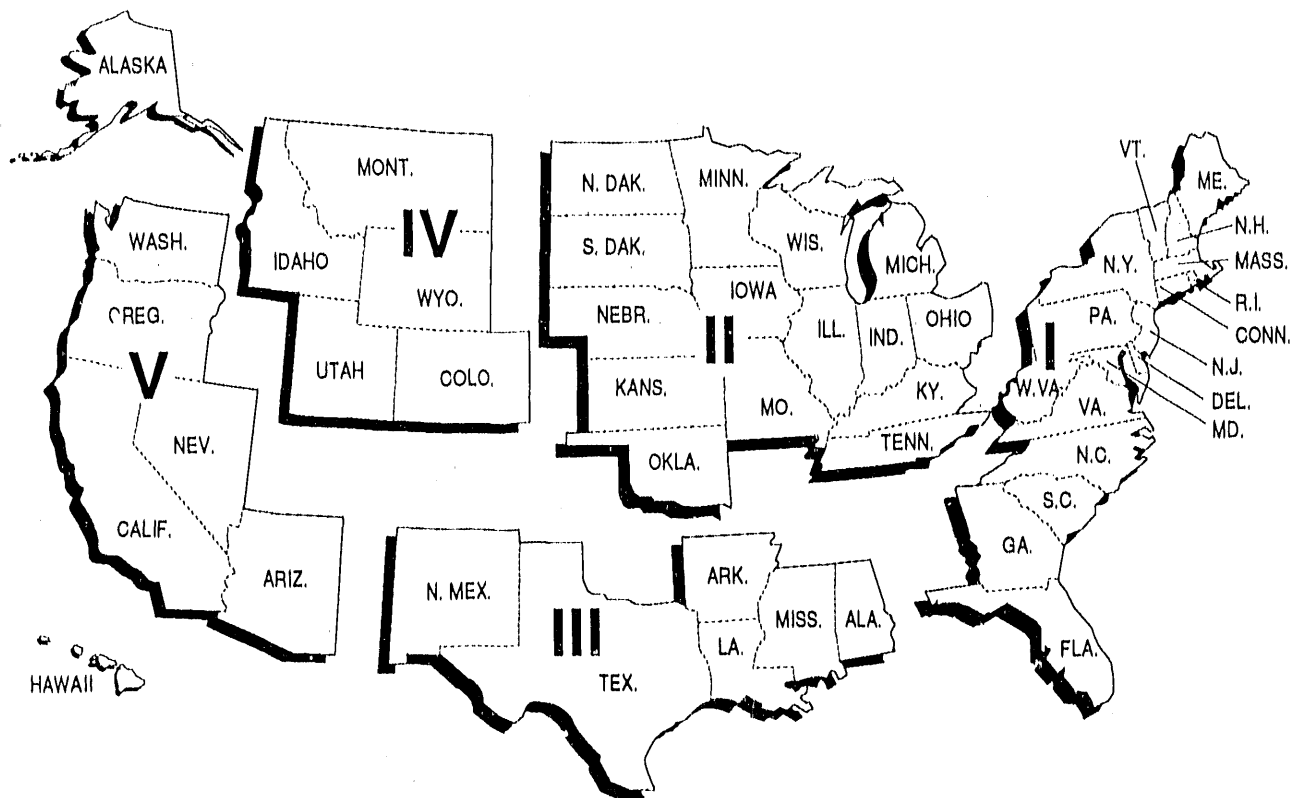 ALASKA
VT.
MONT.
ME.
N. DAK.
MINN.
IV
N.H.
WASH.
WIS.
S. DAK.
IDAHO
MICH.
N.Y.
MASS.
WYO.
IOWA
R.I.
OREG.
NEBR.
PA.
ILL.
IND.
OHIO
CONN.
II
I
V
UTAH
COLO.
N.J.
KANS.
W.VA.
KY.
MO.
VA.
DEL.
MD.
TENN.
NEV.
OKLA.
N.C.
S.C.
CALIF.
GA.
ARIZ.
ARK.
N. MEX.
MISS.
ALA.
III
LA.
FLA.
HAWAII
TEX.